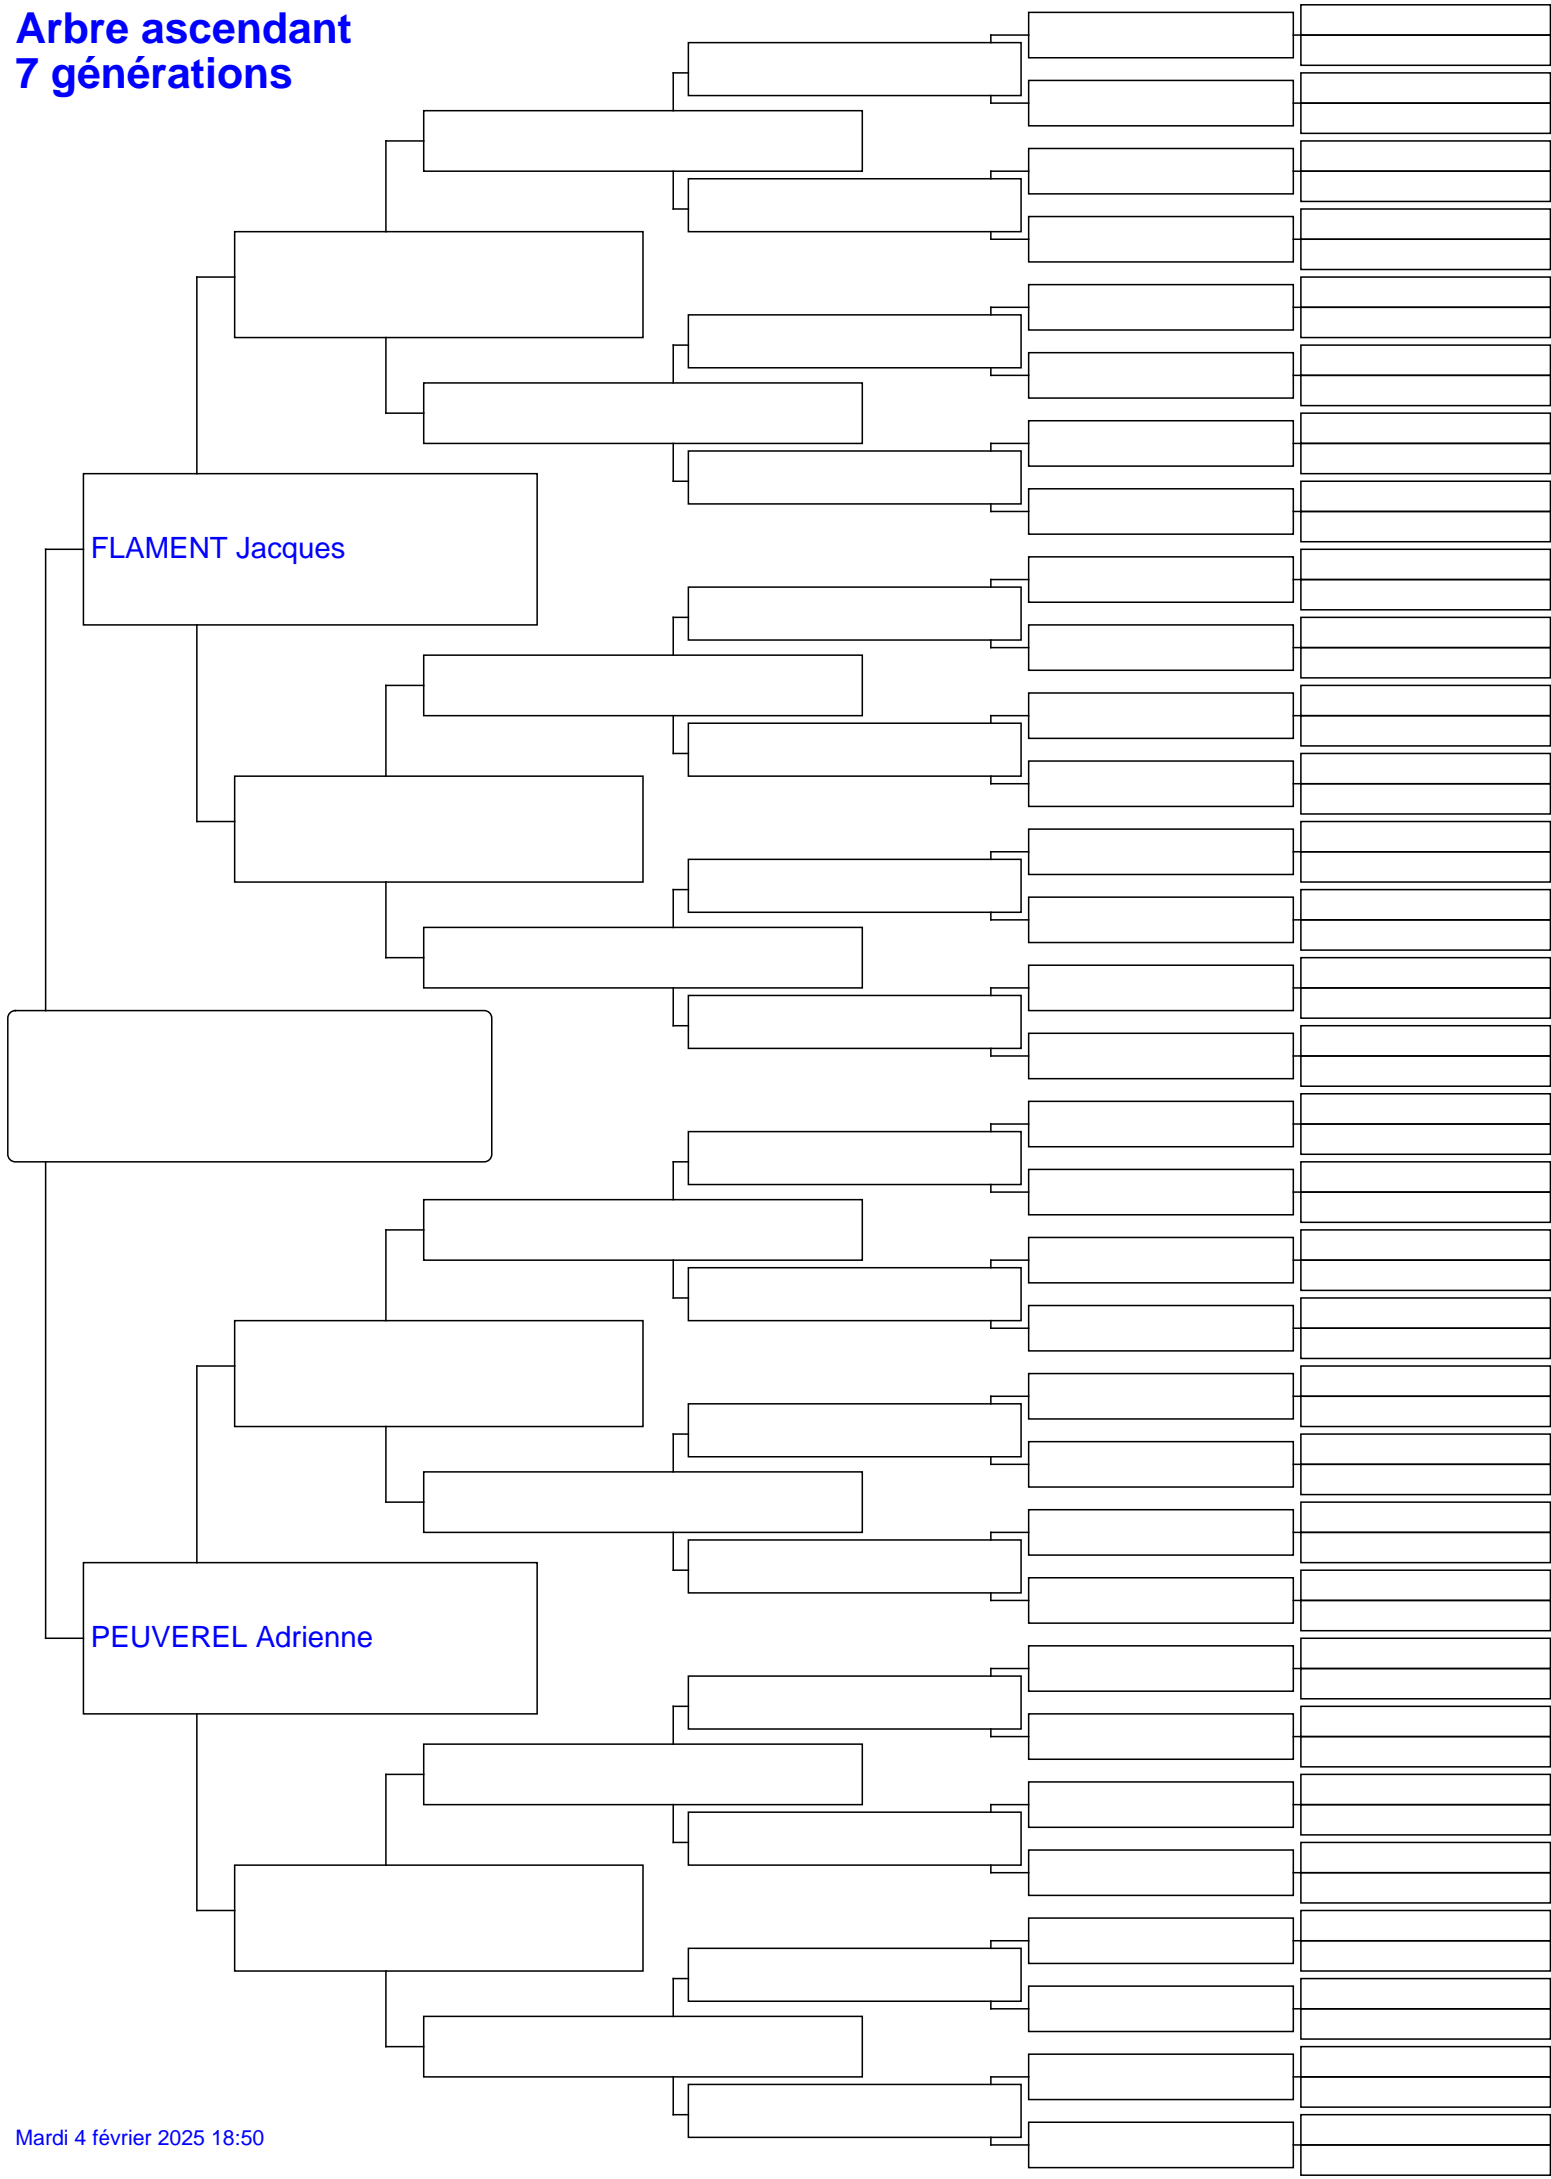 Arbre ascendant
7 générations
FLAMENT Jacques
PEUVEREL Adrienne
Mardi 4 février 2025 18:50